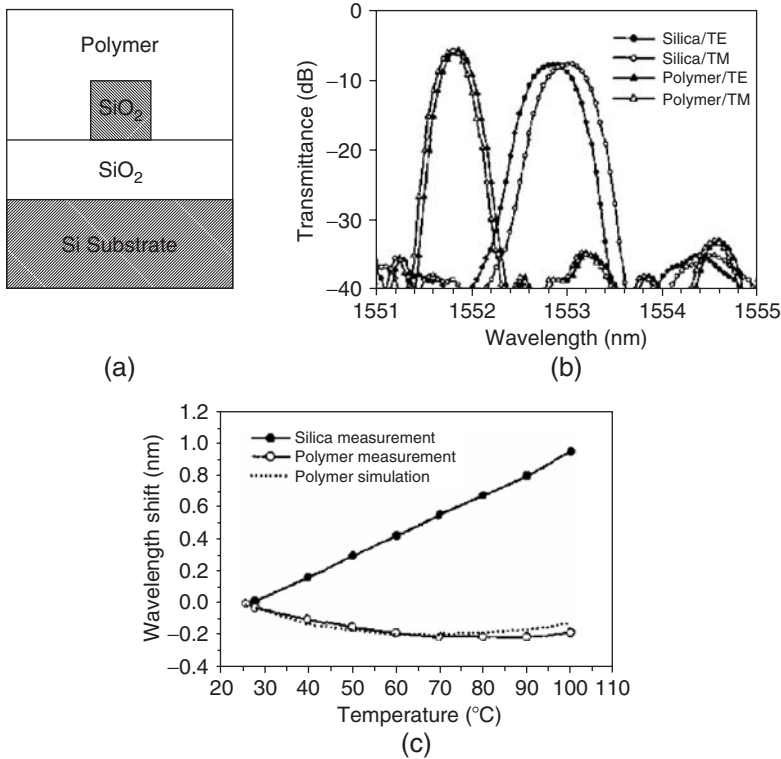 Polymer
SiO2
SiO2
Si Substrate
(a)
0
−10
−20
−30
−40
Transmittance (dB)
Silica/TE
Silica/TM
Polymer/TE
Polymer/TM
1551
1552
1553
1554
1555
Wavelength (nm)
(b)
1.2
1.0
0.8
0.6
0.4
0.2
0.0
−0.2
−0.4
Wavelength shift (nm)
Silica measurement
Polymer measurement
Polymer simulation
20
30
40
50
60
70
80
90
100
110
Temperature (°C)
(c)